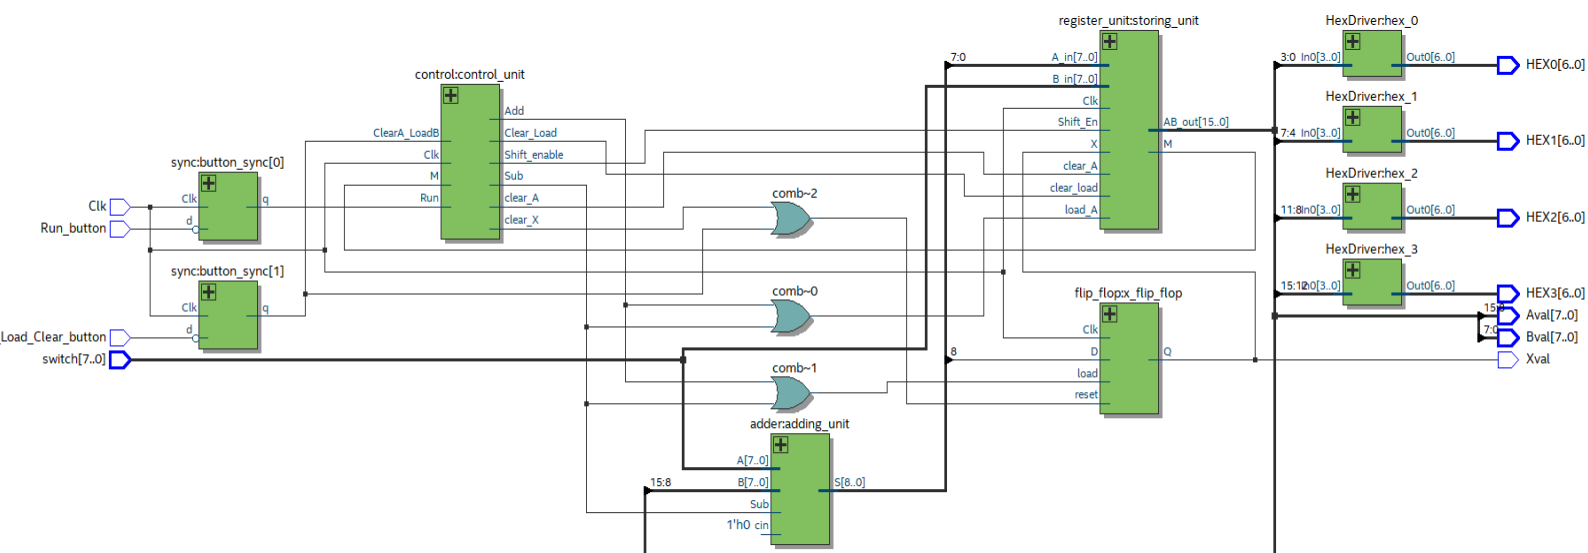 control:control_unit
ClearA_LoadB
Clk
M
Run
Add
Clear_Load
Shift_enable
Sub
clear_A
clear_X
sync:button_sync[0]
Clk
d
q
Clk
Run_button
sync:button_sync[1]
Clk
d
q
_Load_Clear_button
switch[7..0]
comb~2
comb~0
comb~1
adder:adding_unit
15:8
A[7..0]
B[7..0]
Sub
1'h0 cin
S[8..0]
register_unit:storing_unit
7:0
A_in[7..0]
B_in[7..0]
Clk
Shift_En
X
clear_A
clear_load
load_A
AB_out[15..0]
M
flip_flop:x_flip_flop
Clk
8
D
load
reset
Q
HexDriver:hex_0
3:0 In0[3..0]
Out0[6..0]
HEX0[6..0]
HexDriver:hex_1
7:4 In0[3..0]
Out0[6..0]
HEX1[6..0]
HexDriver:hex_2
11:8 In0[3..0]
Out0[6..0]
HEX2[6..0]
HexDriver:hex_3
15:12 In0[3..0]
Out0[6..0]
HEX3[6..0]
15:8
Aval[7..0]
7:0
Bval[7..0]
Xval